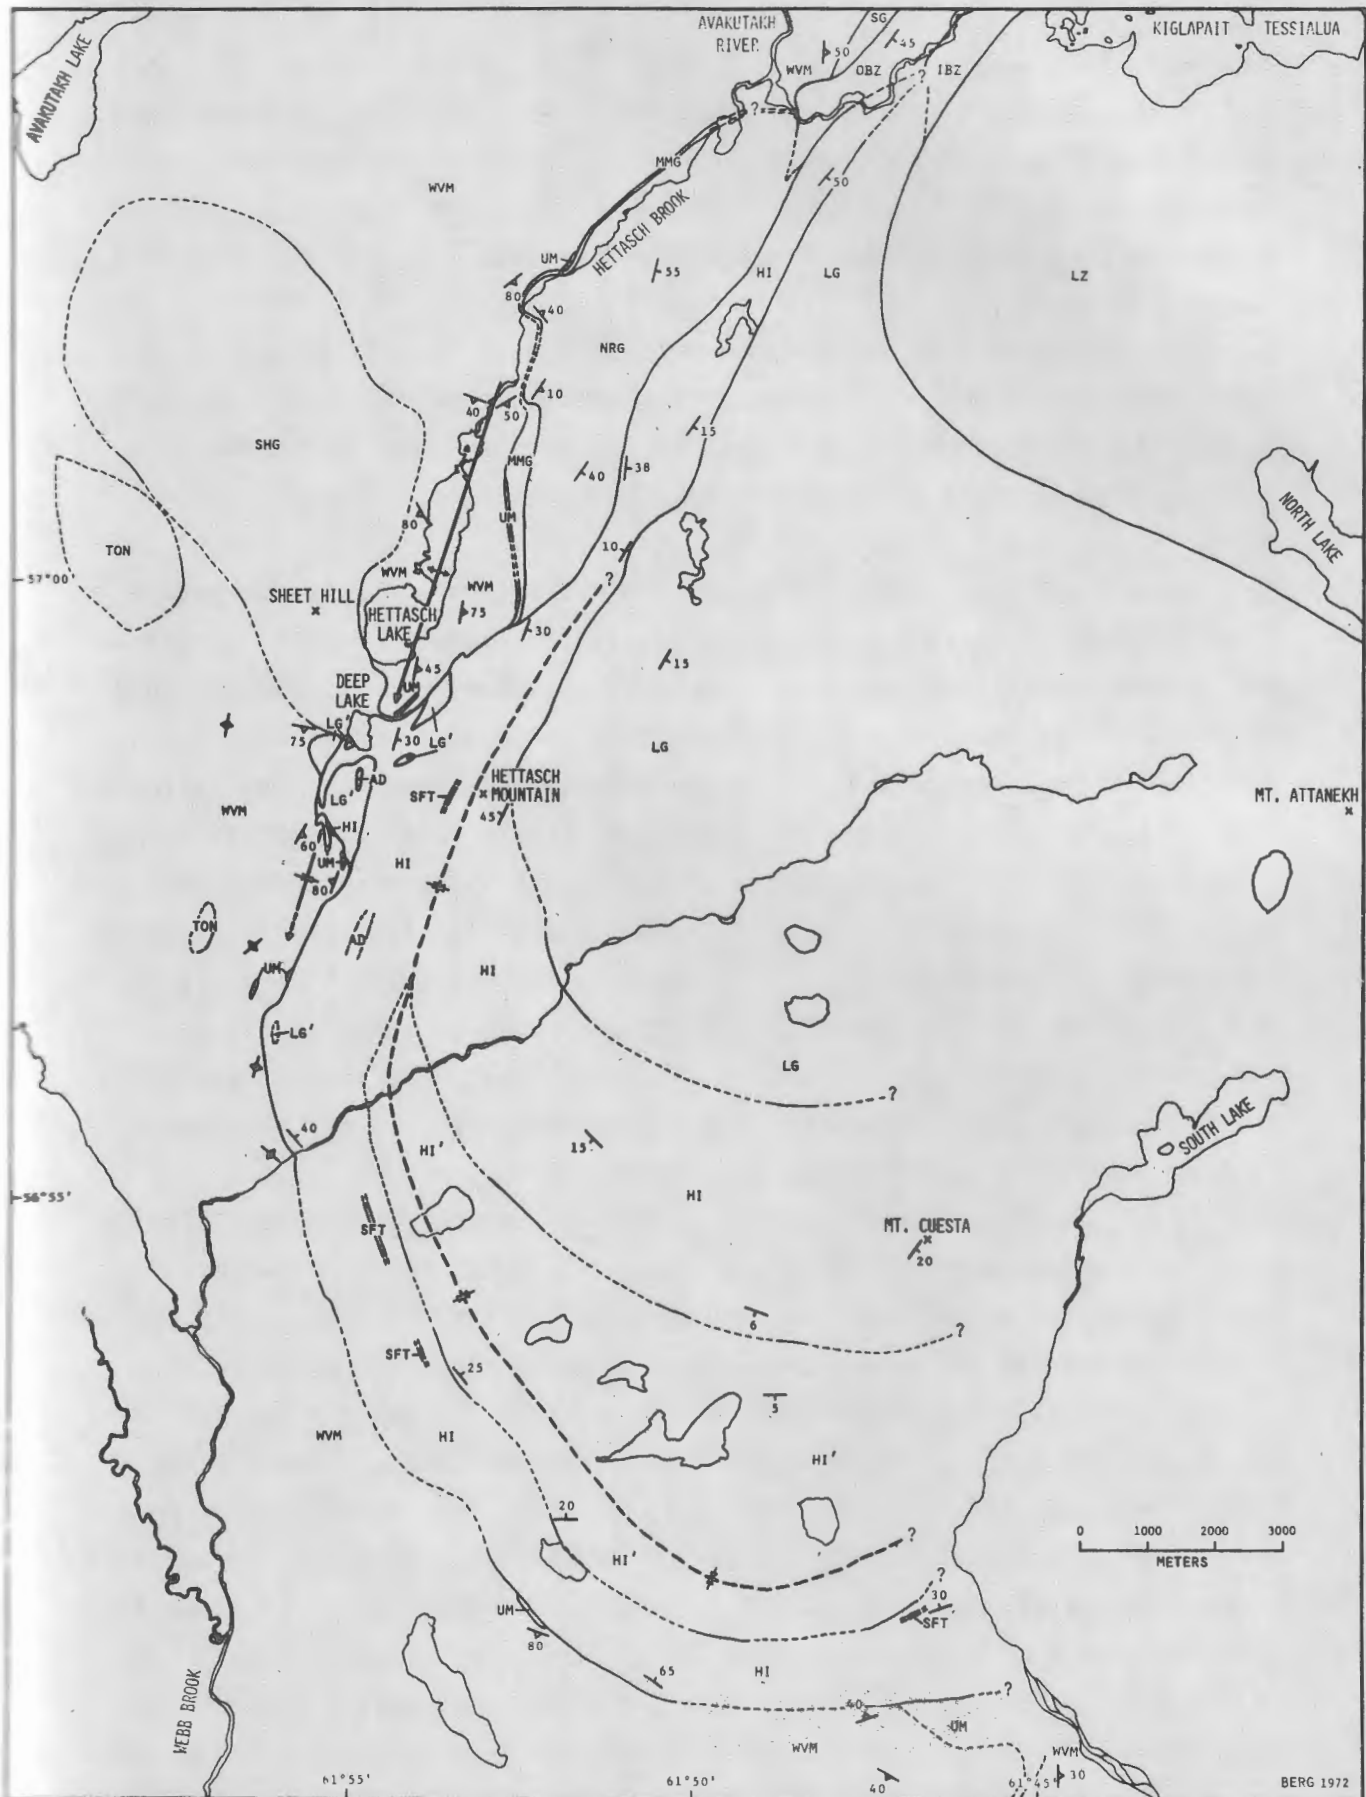 AVAKUTAKH LAKE
AVAKUTAKH
RIVER
SG
50
45
KIGLAPAIT TESSIALUA
WVM
OBZ
IBZ
?
?
MMG
WVM
50
HETTASCH BROOK
UM
55
HI
LG
LZ
80
40
NRG
10
40
50
15
SHG
MMG
40
38
NORTH LAKE
80
UM
TON
10
57°00'
WVM
WVM
?
SHEET HILL
HETTASCH
LAKE
75
30
45
15
DEEP
LAKE
UM
LG'
75
30
LG'
LG
AD
HETTASCH
MOUNTAIN
SFT
LG'
MT. ATTANEKH
WVM
HI
45
60
UM
HI
80
TON
AD
UM
HI
LG'
LG
?
SOUTH LAKE
40
HI'
15
56°55'
HI
SFT
MT. CUESTA
20
6
?
SFT
25
5
WVM
HI
HI'
20
?
0 1000 2000 3000
METERS
HI'
?
30
UM
SFT
80
65
HI
?
WEBB BROOK
40
UM
WVM
WVM
61°55'
61°50'
40
61°45'
30
BERG 1972